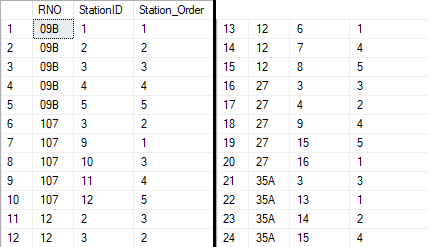 RNO StationID Station_Order
1 09B 1 1
2 09B 2 2
3 09B 3 3
4 09B 4 4
5 09B 5 5
6 107 3 2
7 107 9 1
8 107 10 3
9 107 11 4
10 107 12 5
11 12 2 3
12 12 3 2
13 12 6 1
14 12 7 4
15 12 8 5
16 27 3 3
17 27 4 2
18 27 9 4
19 27 15 5
20 27 16 1
21 35A 3 3
22 35A 13 1
23 35A 14 2
24 35A 15 4